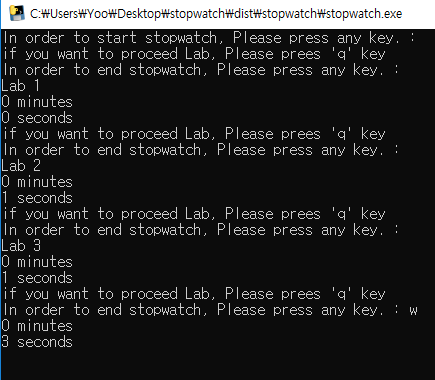 C:₩Users₩Yoo₩Desktop₩stopwatch₩dist₩stopwatch₩stopwatch.exe
In order to start stopwatch, Please press any key. :
if you want to proceed Lab, Please prees 'q' key
In order to end stopwatch, Please press any key. :
Lab 1
0 minutes
0 seconds
if you want to proceed Lab, Please prees 'q' key
In order to end stopwatch, Please press any key. :
Lab 2
0 minutes
1 seconds
if you want to proceed Lab, Please prees 'q' key
In order to end stopwatch, Please press any key. :
Lab 3
0 minutes
1 seconds
if you want to proceed Lab, Please prees 'q' key
In order to end stopwatch, Please press any key. : w
0 minutes
3 seconds